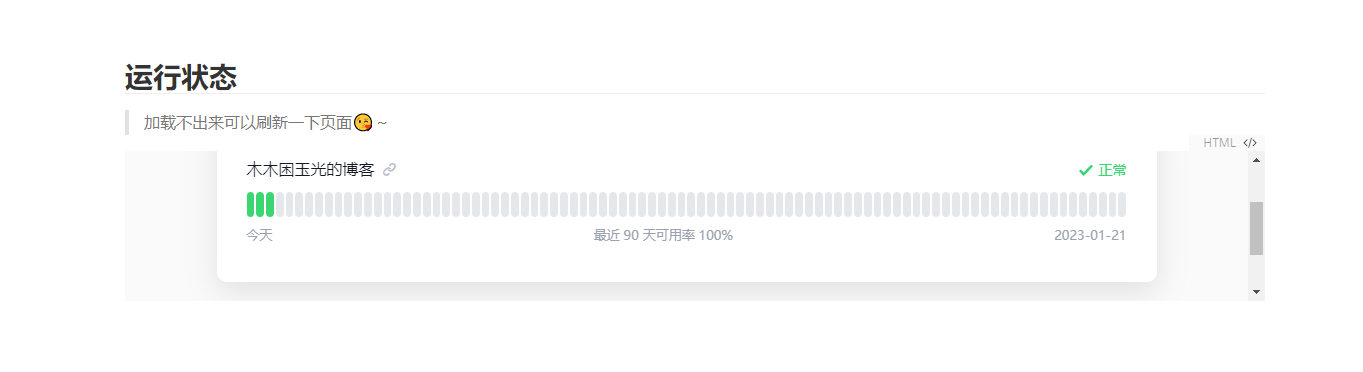 运行状态
加载不出来可以刷新一下页面😘 ~
HTML </>
木木困玉光的博客 正常
今天 最近 90 天可用率 100% 2023-01-21